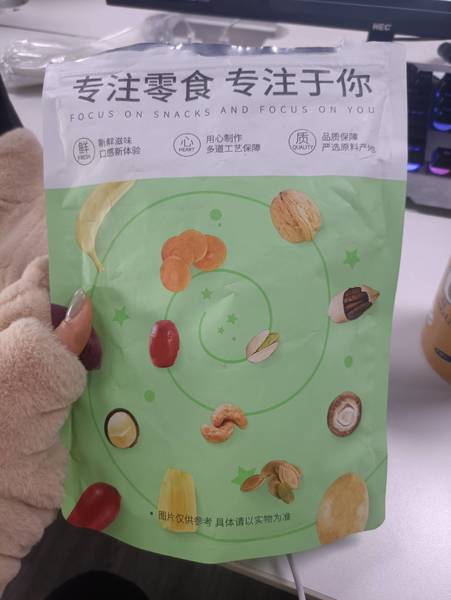 专注零食 专注于你
FOCUS ON SNACKS AND FOCUS ON YOU
鲜
FRESH
新鲜滋味
口感新体验
心
HEART
用心制作
多道工艺保障
质
QUALITY
品质保障
严选原料产地
• 图片仅供参考 具体请以实物为准